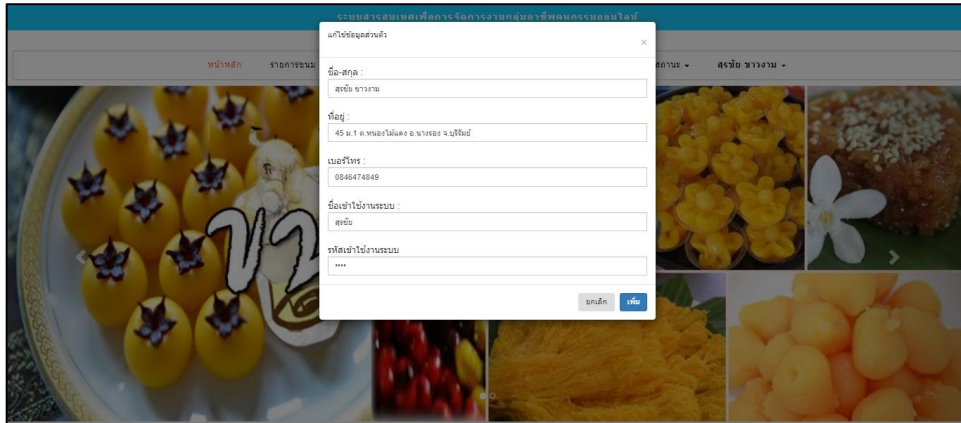 ระบบสารสนเทศเพื่อการจัดการงานกลุ่มอาชีพคหกรรมออนไลน์
แก้ไขข้อมูลส่วนตัว
×
หน้าหลัก รายการขนม สถานะ สุรชัย ขาวงาม
ชื่อ-สกุล :
สุรชัย ขาวงาม
ที่อยู่ :
45 ม.1 ต.หนองไม้แดง อ.นางรอง จ.บุรีรัมย์
เบอร์โทร :
0846474849
ชื่อเข้าใช้งานระบบ :
สุรชัย
รหัสเข้าใช้งานระบบ
••••
ยกเลิก เพิ่ม